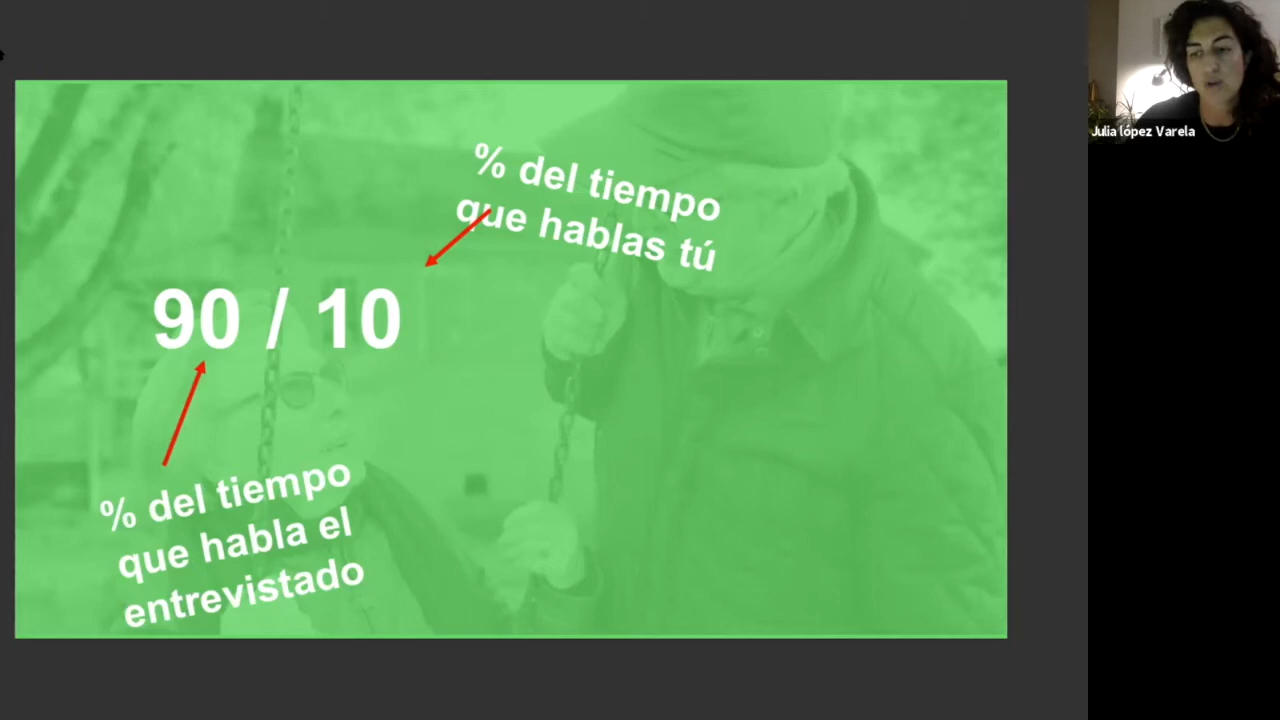 % del tiempo
que hablas tú
90 / 10
% del tiempo
que habla el
entrevistado
Julia lópez Varela